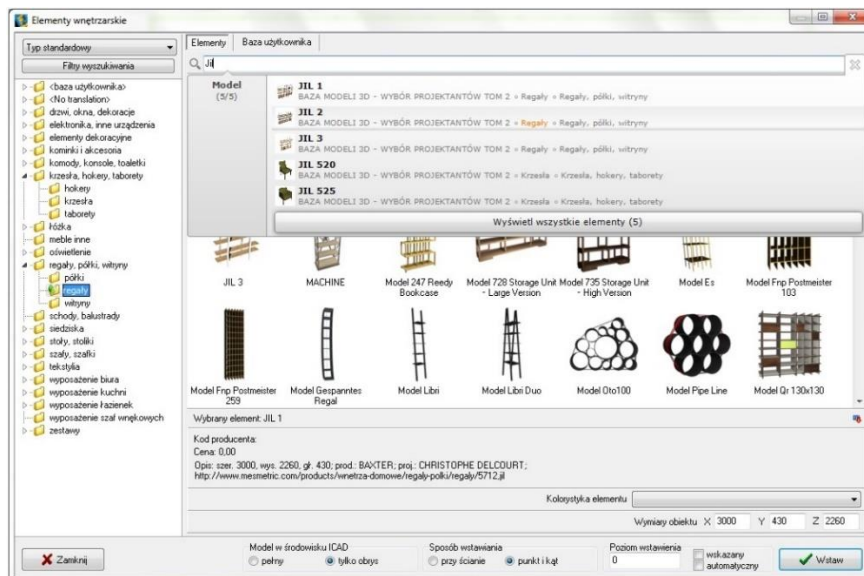 Elementy wnętrzarskie
Typ standardowy
Filtry wyszukiwania
<baza użytkownika>
<No translation>
drzwi, okna, dekoracje
elektronika, inne urządzenia
elementy dekoracyjne
kominki i akcesoria
komody, konsole, toaletki
krzesła, hokery, taborety
hokery
krzesła
taborety
łóżka
meble inne
oświetlenie
regały, półki, witryny
półki
regały
witryny
schody, balustrady
siedziska
stoły, stoliki
szafy, szafki
tekstylia
wyposażenie biura
wyposażenie kuchni
wyposażenie łazienek
wyposażenie szaf wnękowych
zestawy
Elementy
Baza użytkownika
Jil
Model
(5/5)
JIL 1
BAZA MODELI 3D - WYBÓR PROJEKTANTÓW TOM 2 » Regały » Regały, półki, witryny
JIL 2
BAZA MODELI 3D - WYBÓR PROJEKTANTÓW TOM 2 » Regały » Regały, półki, witryny
JIL 3
BAZA MODELI 3D - WYBÓR PROJEKTANTÓW TOM 2 » Regały » Regały, półki, witryny
JIL 520
BAZA MODELI 3D - WYBÓR PROJEKTANTÓW TOM 2 » Krzesła » Krzesła, hokery, taborety
JIL 525
BAZA MODELI 3D - WYBÓR PROJEKTANTÓW TOM 2 » Krzesła » Krzesła, hokery, taborety
Wyświetl wszystkie elementy (5)
JIL 3
MACHINE
Model 247 Reedy
Bookcase
Model 728 Storage Unit
- Large Version
Model 735 Storage Unit
- High Version
Model Es
Model Fnp Postmeister
103
Model Fnp Postmeister
259
Model Gespanntes
Regal
Model Libri
Model Libri Duo
Model Oto100
Model Pipe Line
Model Qr 130x130
Wybrany element: JIL 1
Kod producenta:
Cena: 0,00
Opis: szer. 3000, wys. 2260, gł. 430; prod.: BAXTER; proj.: CHRISTOPHE DELCOURT;
http://www.mesmetric.com/products/wnetrza-domowe/regaly-polki/regaly/5712,jil
Kolorystyka elementu
Wymiary obiektu X 3000 Y 430 Z 2260
Zamknij
Model w środowisku ICAD
pełny
tylko obrys
Sposób wstawiania
przy ścianie
punkt i kąt
Poziom wstawienia
0
wskazany
automatyczny
Wstaw